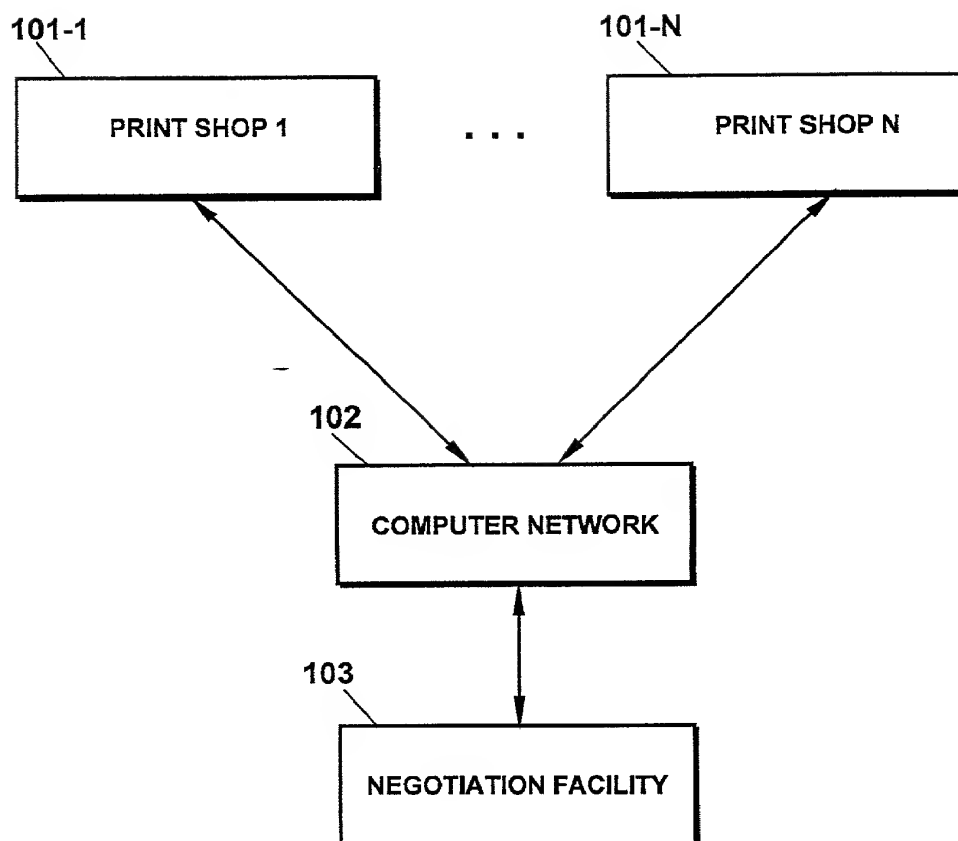 101-1
101-N
PRINT SHOP 1
. . .
PRINT SHOP N
102
COMPUTER NETWORK
103
NEGOTIATION FACILITY